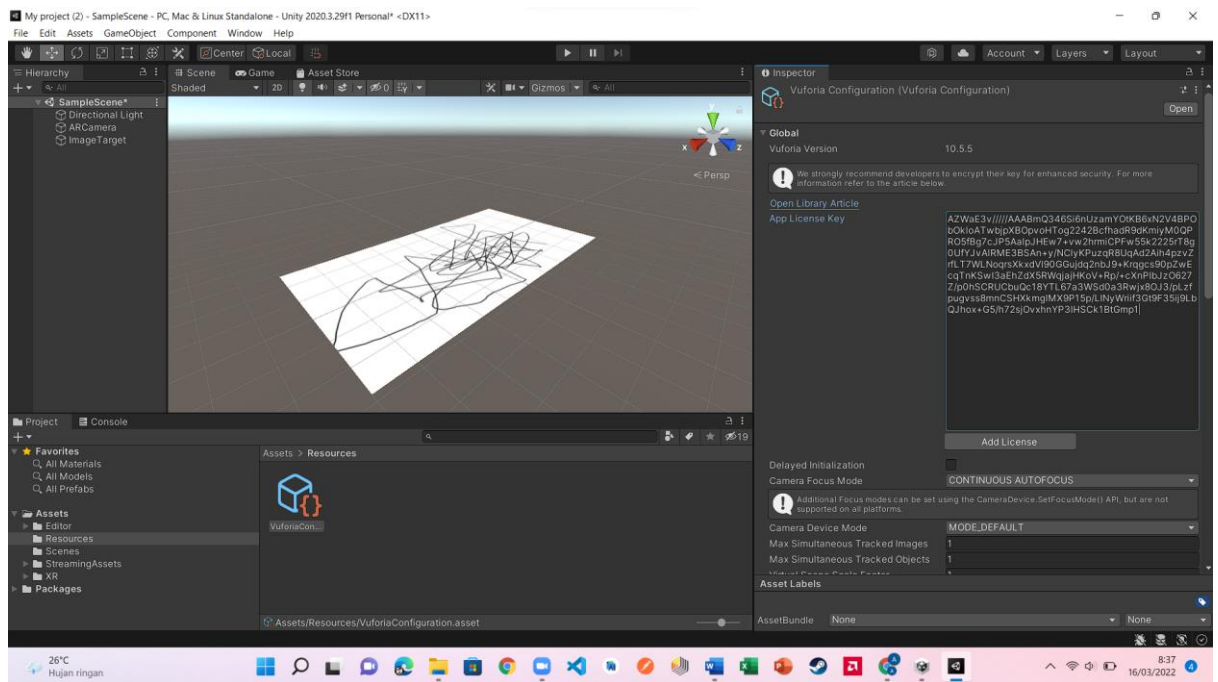 My project (2) - SampleScene - PC, Mac & Linux Standalone - Unity 2020.3.29f1 Personal* <DX11>
File Edit Assets GameObject Component Window Help
Center Local
Account Layers Layout
Hierarchy
All
SampleScene*
Directional Light
ARCamera
ImageTarget
Scene Game Asset Store
Shaded 2D 0 Gizmos All
y
x z
< Persp
Inspector
Vuforia Configuration (Vuforia Configuration)
Open
Global
Vuforia Version 10.5.5
We strongly recommend developers to encrypt their key for enhanced security. For more
information refer to the article below.
Open Library Article
App License Key
Add License
Delayed Initialization
Camera Focus Mode CONTINUOUS AUTOFOCUS
Additional Focus modes can be set using the CameraDevice.SetFocusMode() API, but are not
supported on all platforms.
Camera Device Mode MODE_DEFAULT
Max Simultaneous Tracked Images 1
Max Simultaneous Tracked Objects 1
Asset Labels
AssetBundle None None
Project Console
19
Favorites
All Materials
All Models
All Prefabs
Assets
Editor
Resources
Scenes
StreamingAssets
XR
Packages
Assets > Resources
VuforiaCon...
Assets/Resources/VuforiaConfiguration.asset
26°C
Hujan ringan
8:37
16/03/2022
4